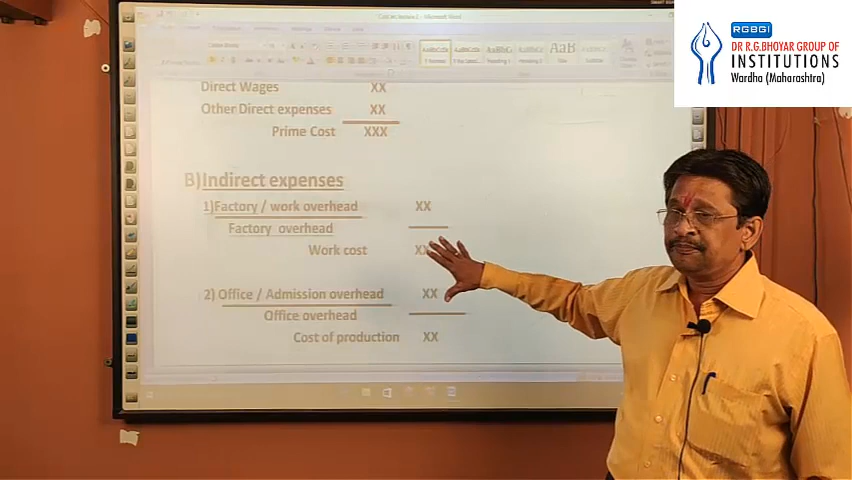 RGBGI
DR R.G.BHOYAR GROUP OF
INSTITUTIONS
Wardha (Maharashtra)
Direct Wages XX
Other Direct expenses XX
Prime Cost XXX
B)Indirect expenses
1)Factory / work overhead XX
Factory overhead
Work cost
2) Office / Admission overhead XX
Office overhead
Cost of production XX